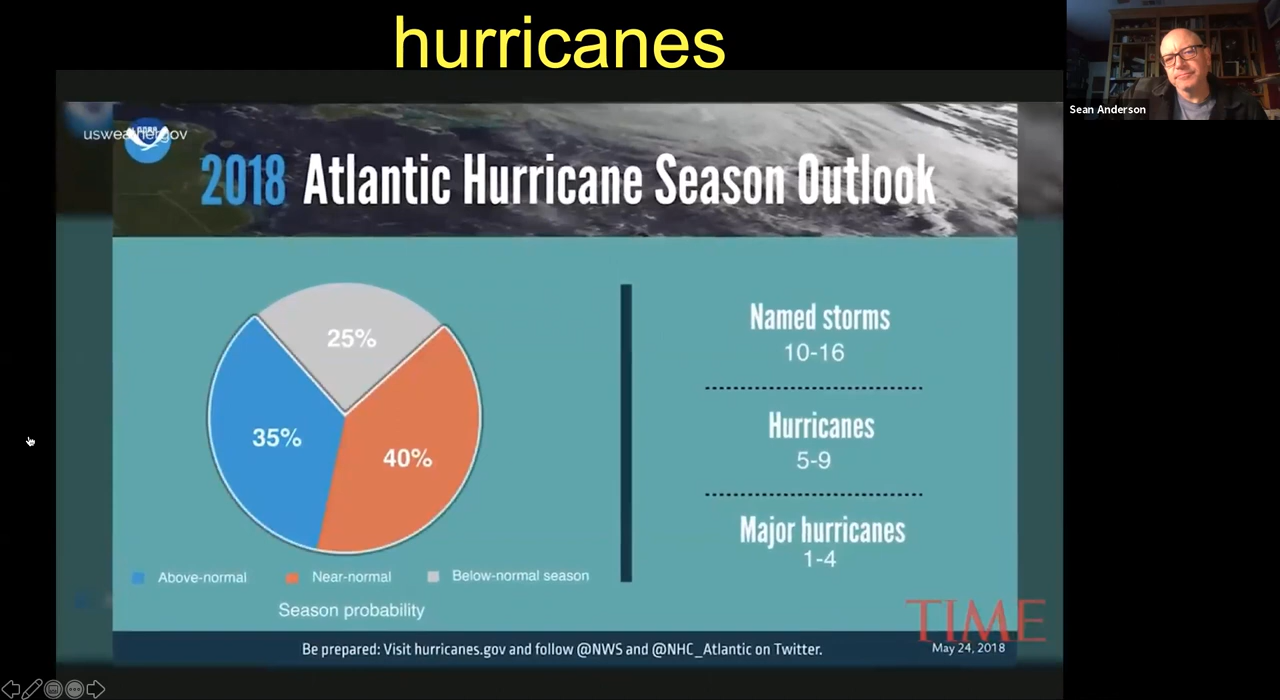 hurricanes
Sean Anderson
usweather.gov
2018 Atlantic Hurricane Season Outlook
25%
35%
40%
Above-normal
Near-normal
Below-normal season
Season probability
Named storms
10-16
Hurricanes
5-9
Major hurricanes
1-4
TIME
Be prepared: Visit hurricanes.gov and follow @NWS and @NHC_Atlantic on Twitter.
May 24, 2018